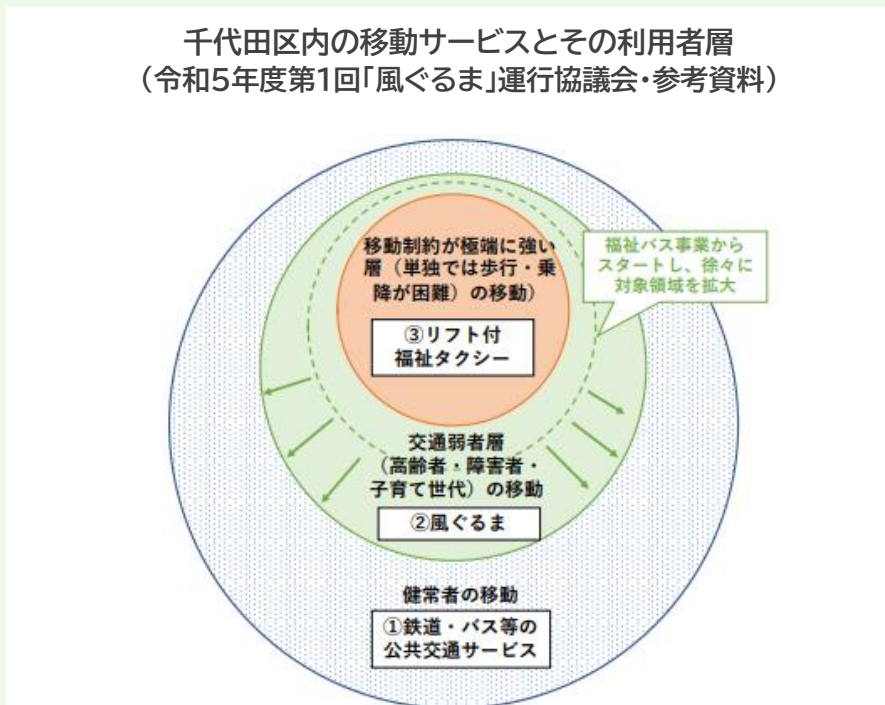 千代田区内の移動サービスとその利用者層
（令和5年度第1回「風ぐるま」運行協議会・参考資料）
移動制約が極端に強い
層（単独では歩行・乗
降が困難）の移動）
③リフト付
福祉タクシー
福祉バス事業から
スタートし、徐々に
対象領域を拡大
交通弱者層
（高齢者・障害者・
子育て世代）の移動
②風ぐるま
健常者の移動
①鉄道・バス等の
公共交通サービス